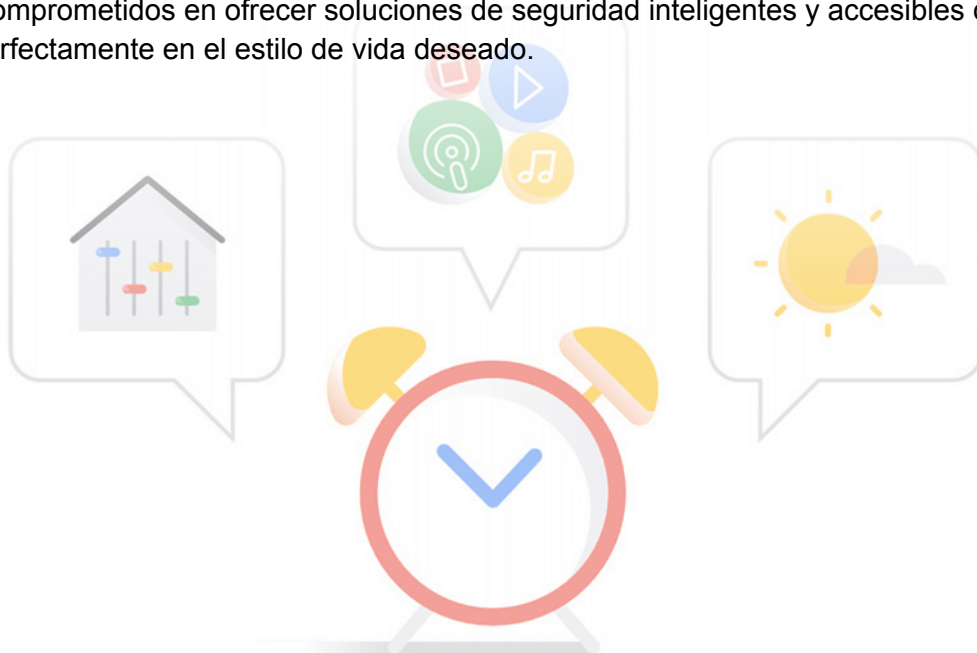 omprometidos en ofrecer soluciones de seguridad inteligentes y accesibles
rfectamente en el estilo de vida deseado.